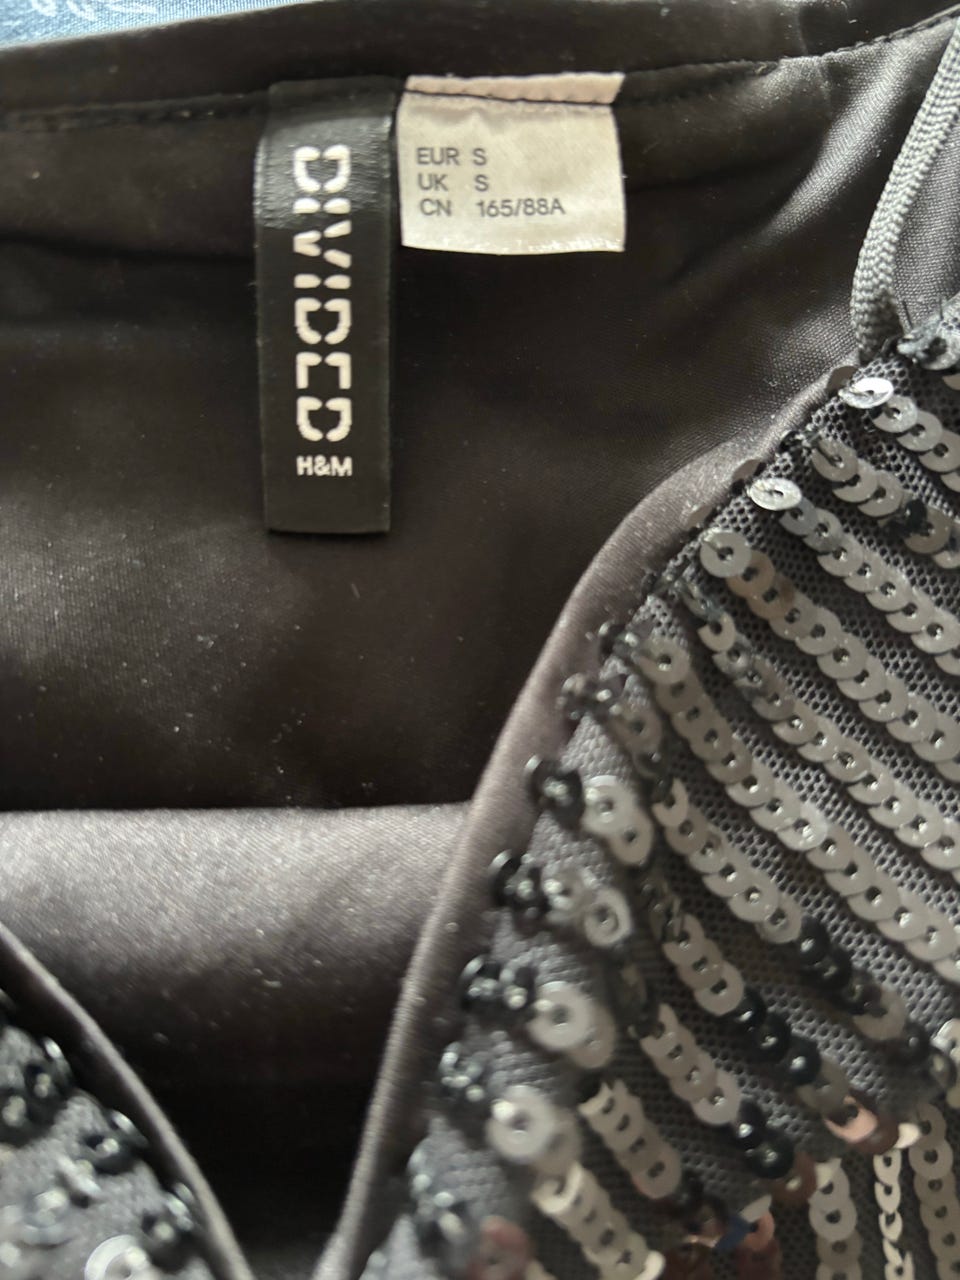 DIVIDED
H&M
EUR S
UK S
CN 165/88A